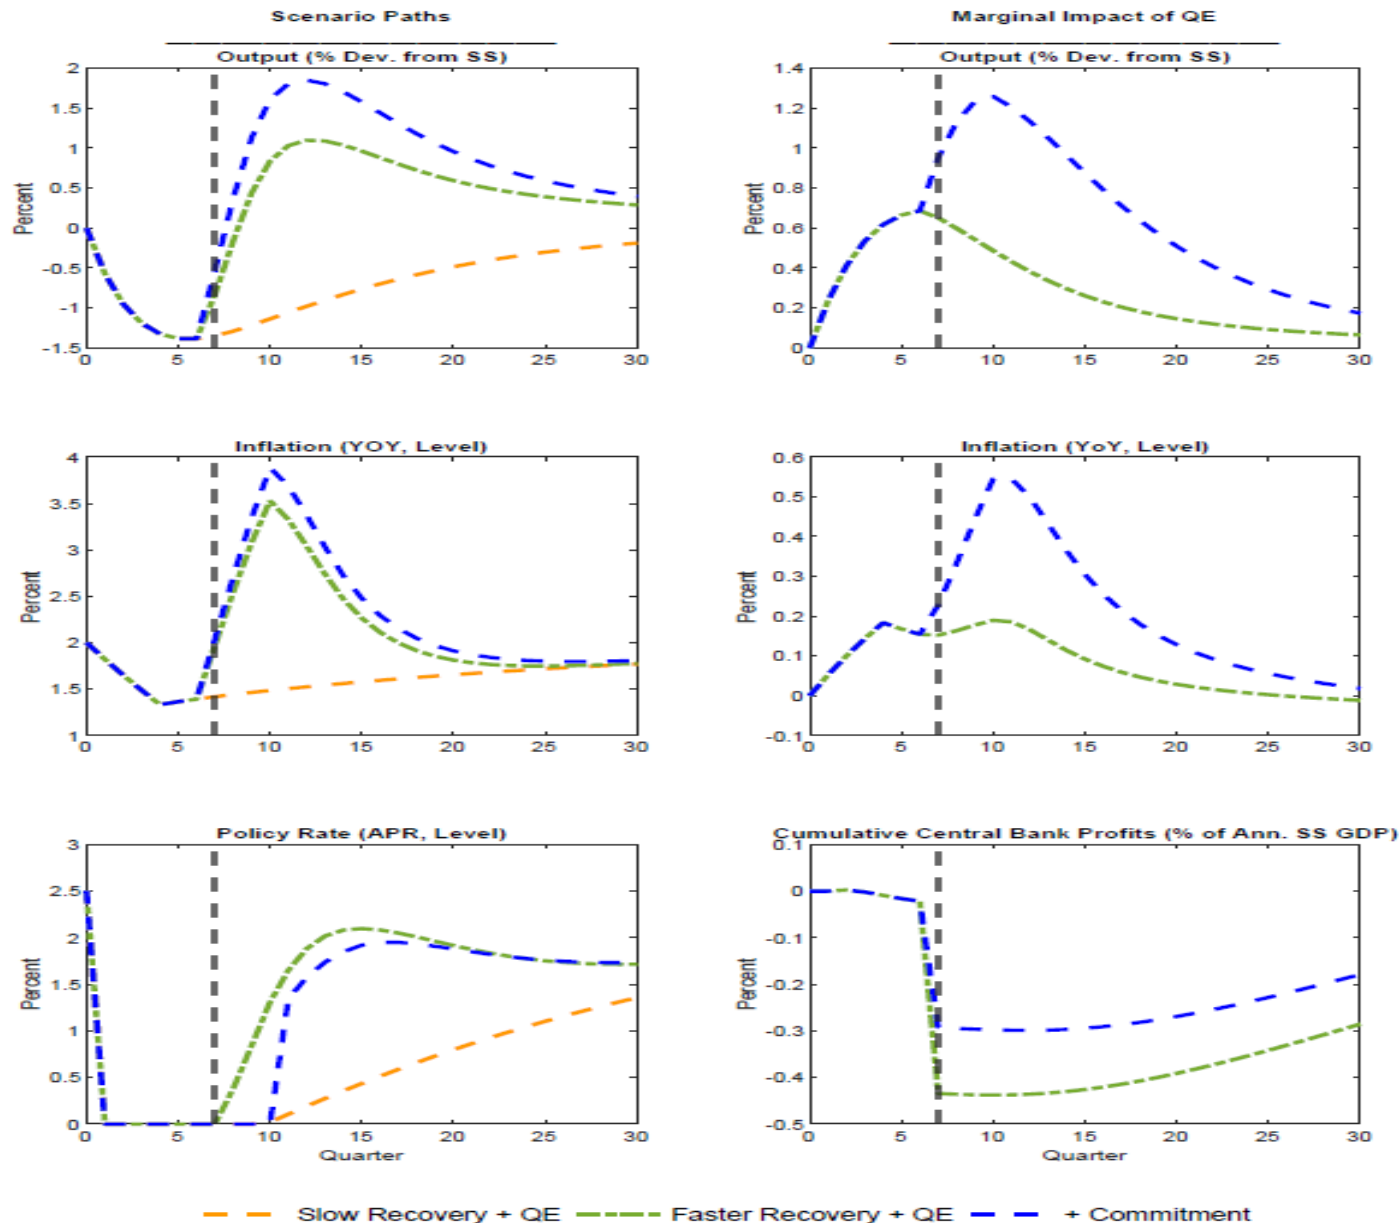 Scenario Paths
Marginal Impact of QE
Output (% Dev. from SS)
Percent
2
1.5
1
0.5
0
-0.5
-1
-1.5
0 5 10 15 20 25 30
Output (% Dev. from SS)
Percent
1.4
1.2
1
0.8
0.6
0.4
0.2
0
0 5 10 15 20 25 30
Inflation (YOY, Level)
Percent
4
3.5
3
2.5
2
1.5
1
0 5 10 15 20 25 30
Inflation (YoY, Level)
Percent
0.6
0.5
0.4
0.3
0.2
0.1
0
-0.1
0 5 10 15 20 25 30
Policy Rate (APR, Level)
Percent
3
2.5
2
1.5
1
0.5
0
0 5 10 15 20 25 30
Quarter
Cumulative Central Bank Profits (% of Ann. SS GDP)
Percent
0.1
0
-0.1
-0.2
-0.3
-0.4
-0.5
0 5 10 15 20 25 30
Quarter
Slow Recovery + QE Faster Recovery + QE + Commitment